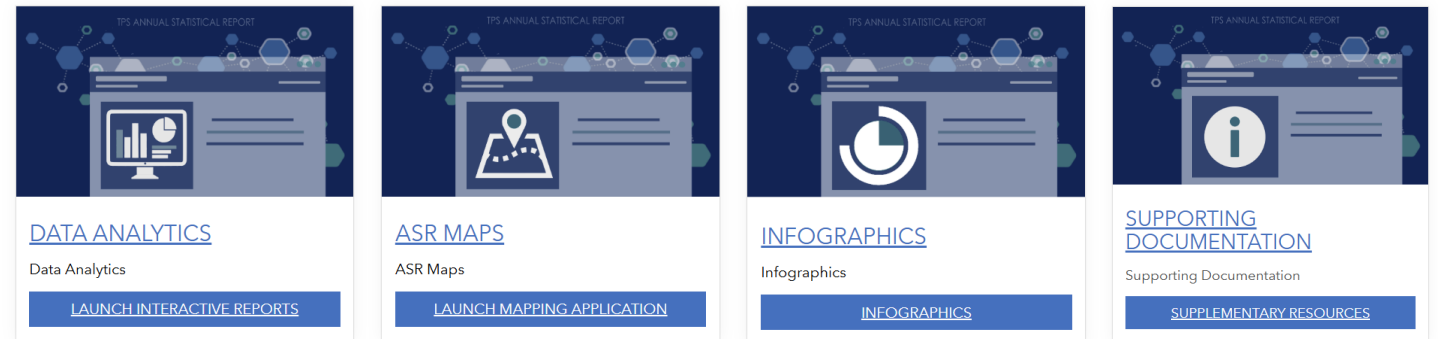 TPS ANNUAL STATISTICAL REPORT
DATA ANALYTICS
Data Analytics
LAUNCH INTERACTIVE REPORTS
TPS ANNUAL STATISTICAL REPORT
ASR MAPS
ASR Maps
LAUNCH MAPPING APPLICATION
TPS ANNUAL STATISTICAL REPORT
INFOGRAPHICS
Infographics
INFOGRAPHICS
TPS ANNUAL STATISTICAL REPORT
SUPPORTING
DOCUMENTATION
Supporting Documentation
SUPPLEMENTARY RESOURCES